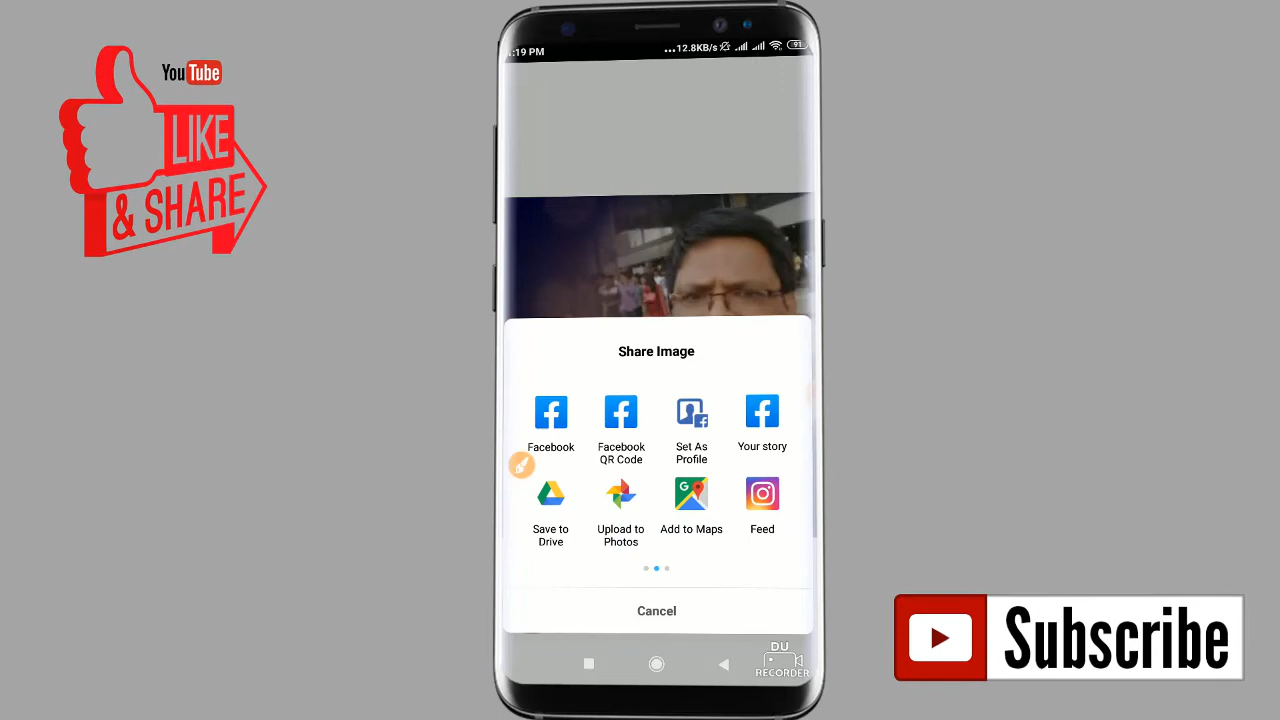 YouTube
LIKE
& SHARE
:19 PM
...12.8KB/s
91
Share Image
Facebook
Facebook
QR Code
Set As
Profile
Your story
Save to
Drive
Upload to
Photos
Add to Maps
Feed
Cancel
DU
RECORDER
Subscribe